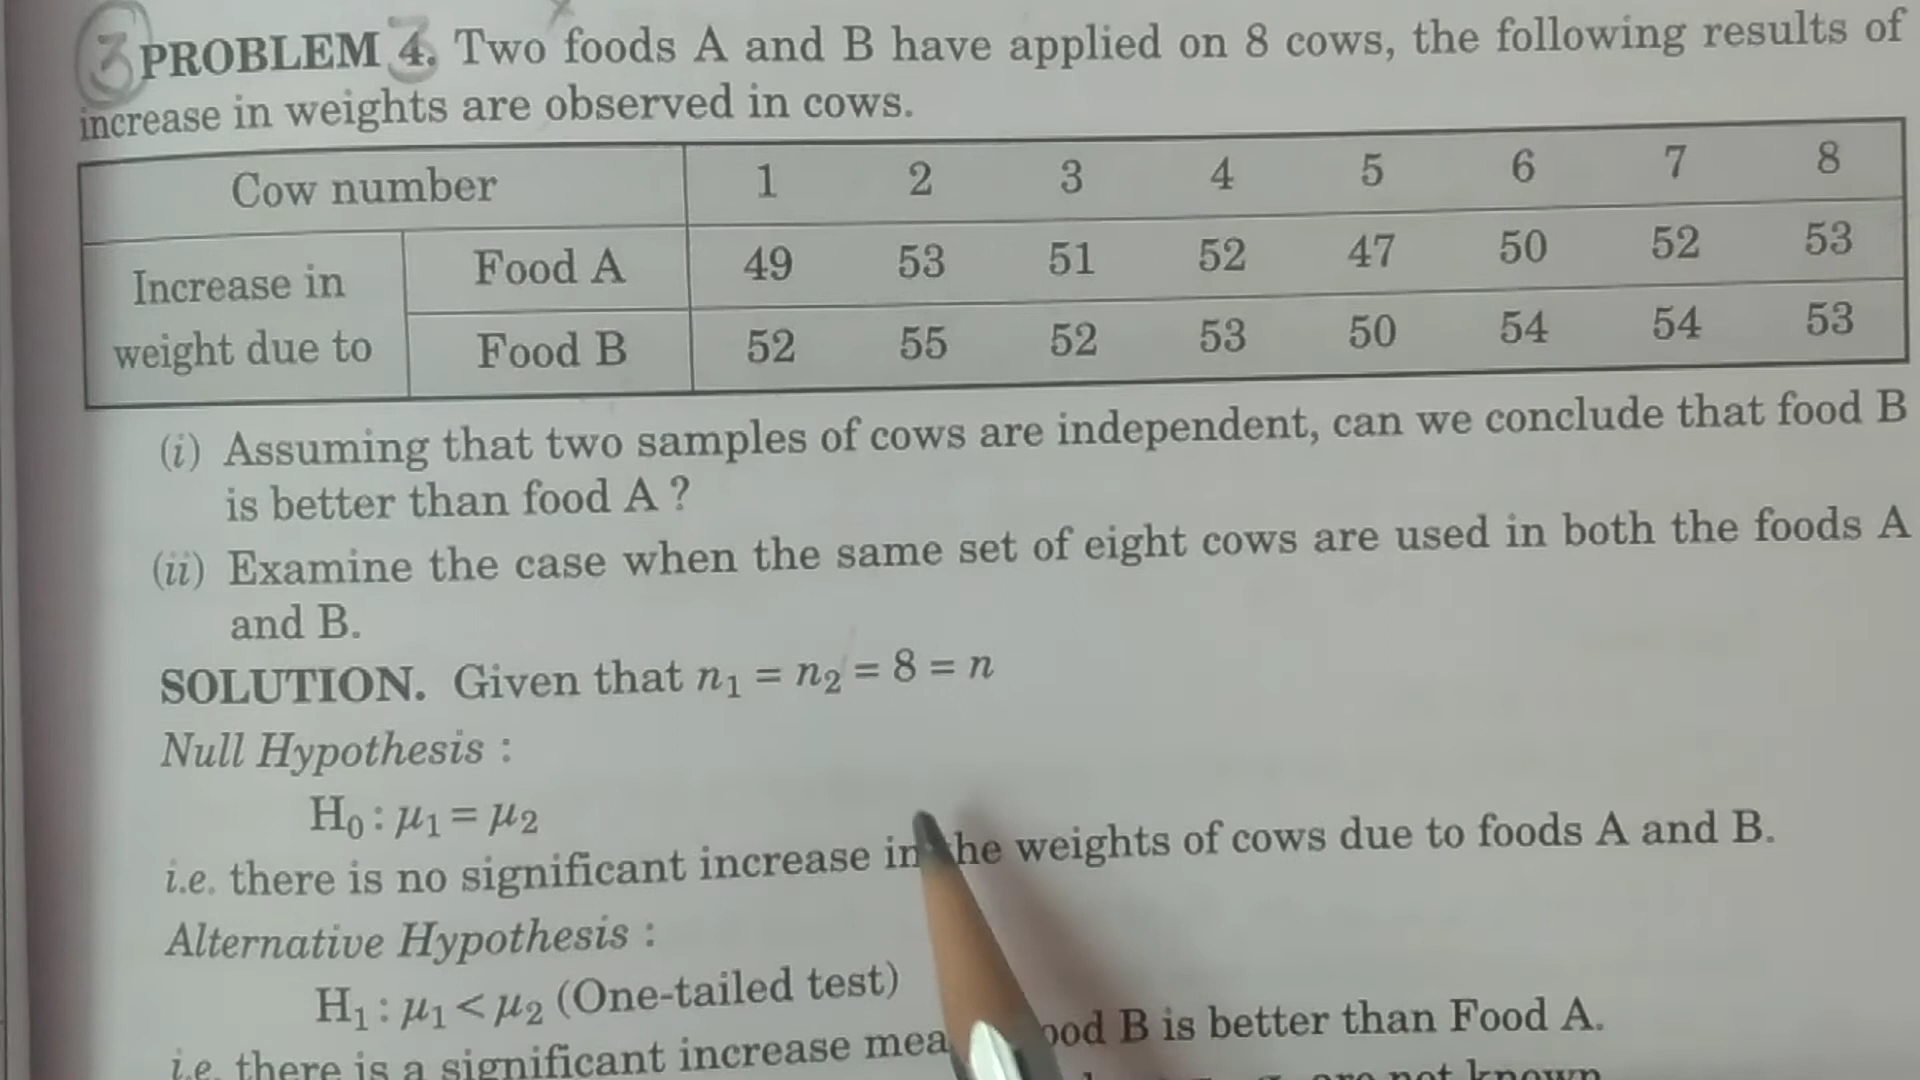 3 PROBLEM 4. Two foods A and B have applied on 8 cows, the following results of
increase in weights are observed in cows.
Cow number 1 2 3 4 5 6 7 8
Increase in weight due to
Food A 49 53 51 52 47 50 52 53
Food B 52 55 52 53 50 54 54 53
(i) Assuming that two samples of cows are independent, can we conclude that food B
is better than food A ?
(ii) Examine the case when the same set of eight cows are used in both the foods A
and B.
SOLUTION. Given that n₁ = n₂ = 8 = n
Null Hypothesis :
H₀ : μ₁ = μ₂
i.e. there is no significant increase in he weights of cows due to foods A and B.
Alternative Hypothesis :
H₁ : μ₁ < μ₂ (One-tailed test)
i.e. there is a significant increase mea ood B is better than Food A.
are not known